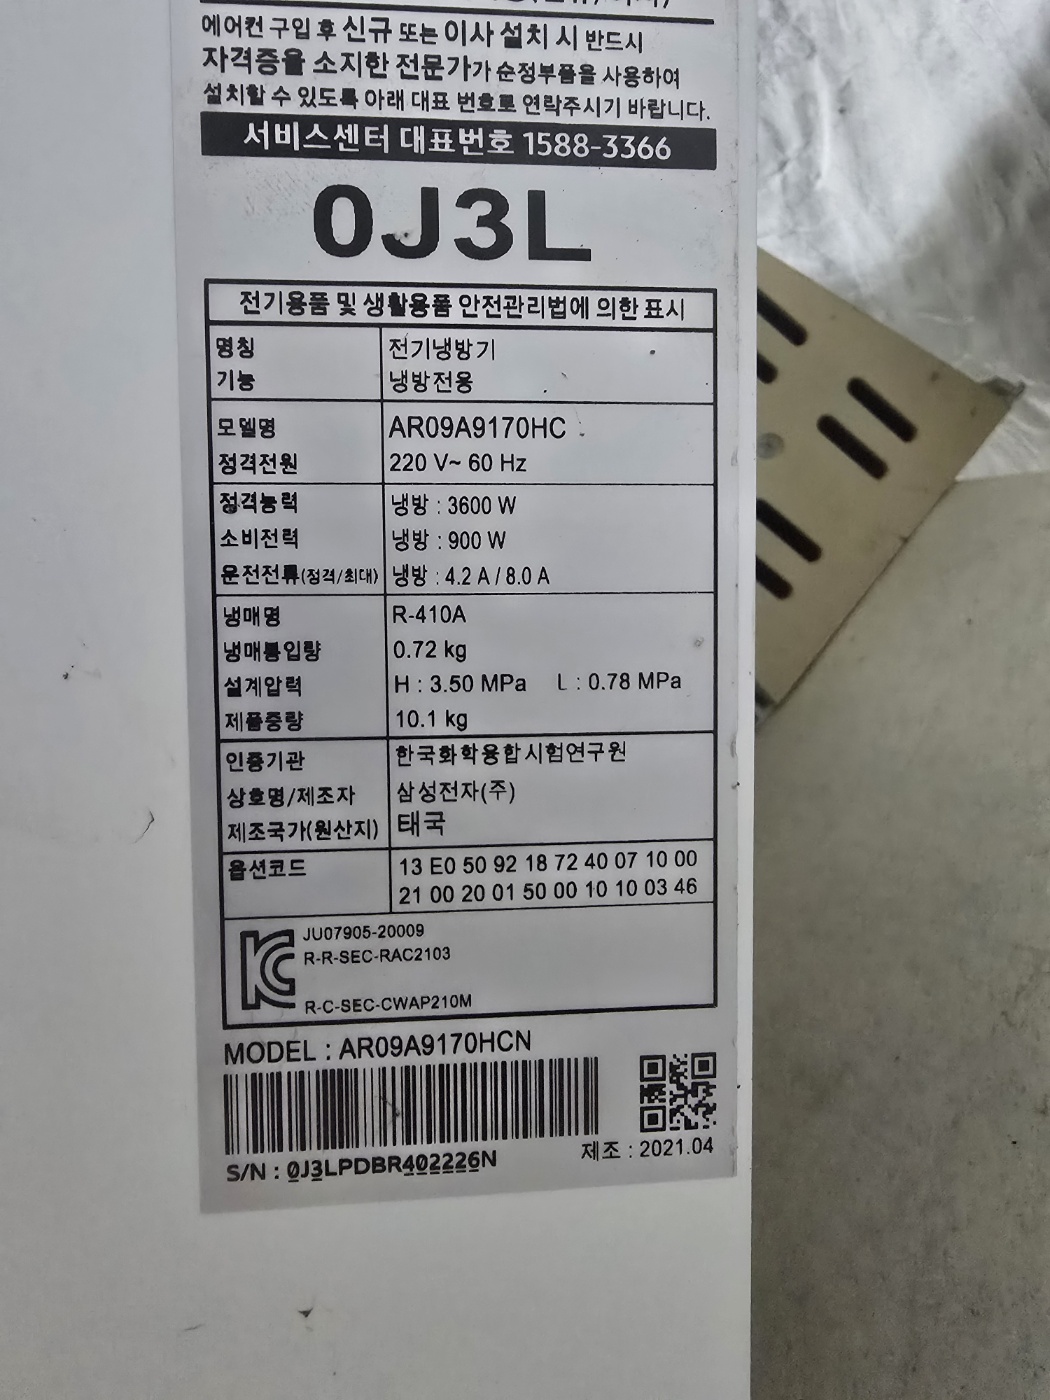 에어컨 구입 후 신규 또는 이사 설치 시 반드시
자격증을 소지한 전문가가 순정부품을 사용하여
설치할 수 있도록 아래 대표 번호로 연락주시기 바랍니다.
서비스센터 대표번호 1588-3366
0J3L
전기용품 및 생활용품 안전관리법에 의한 표시
명칭 전기냉방기
기능 냉방전용
모델명 AR09A9170HC
정격전원 220 V~ 60 Hz
정격능력 냉방 : 3600 W
소비전력 냉방 : 900 W
운전전류(정격/최대) 냉방 : 4.2 A / 8.0 A
냉매명 R-410A
냉매봉입량 0.72 kg
설계압력 H : 3.50 MPa L : 0.78 MPa
제품중량 10.1 kg
인증기관 한국화학융합시험연구원
상호명/제조자 삼성전자(주)
제조국가(원산지) 태국
옵션코드 13 E0 50 92 18 72 40 07 10 00
21 00 20 01 50 00 10 10 03 46
JU07905-20009
R-R-SEC-RAC2103
R-C-SEC-CWAP210M
MODEL : AR09A9170HCN
S/N : 0J3LPDBR402226N
제조 : 2021.04